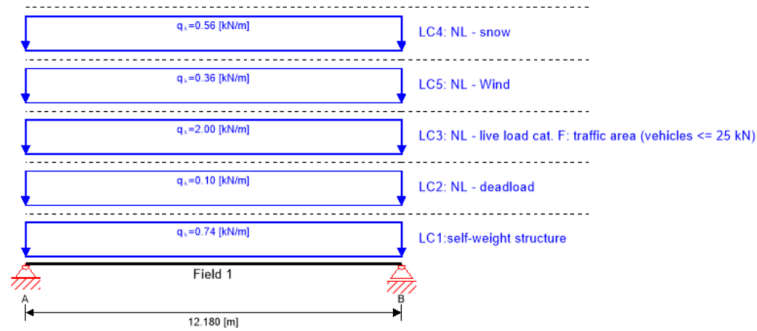 qₖ=0.56 [kN/m]
LC4: NL - snow
qₖ=0.36 [kN/m]
LC5: NL - Wind
qₖ=2.00 [kN/m]
LC3: NL - live load cat. F: traffic area (vehicles <= 25 kN)
qₖ=0.10 [kN/m]
LC2: NL - deadload
qₖ=0.74 [kN/m]
LC1:self-weight structure
Field 1
A
B
12.180 [m]